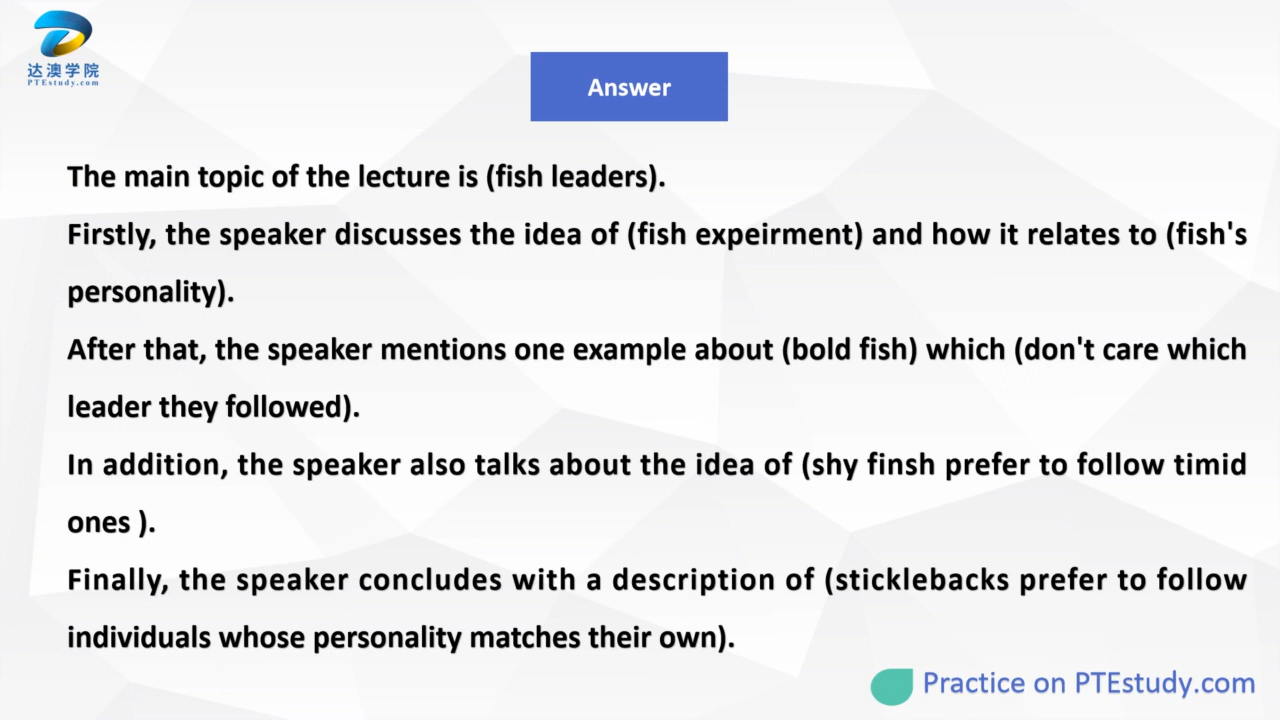 达澳学院
PTEstudy.com
Answer
The main topic of the lecture is (fish leaders).
Firstly, the speaker discusses the idea of (fish expeirment) and how it relates to (fish's
personality).
After that, the speaker mentions one example about (bold fish) which (don't care which
leader they followed).
In addition, the speaker also talks about the idea of (shy finsh prefer to follow timid
ones ).
Finally, the speaker concludes with a description of (sticklebacks prefer to follow
individuals whose personality matches their own).
Practice on PTEstudy.com